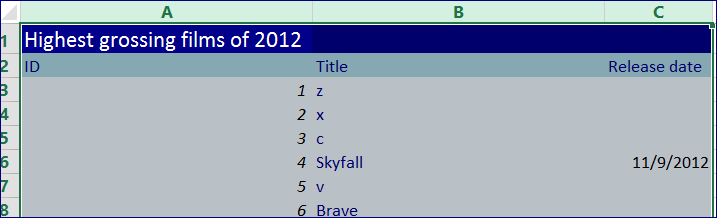 A B C
1 Highest grossing films of 2012
2 ID Title Release date
3 1 z
4 2 x
5 3 c
6 4 Skyfall 11/9/2012
7 5 v
8 6 Brave